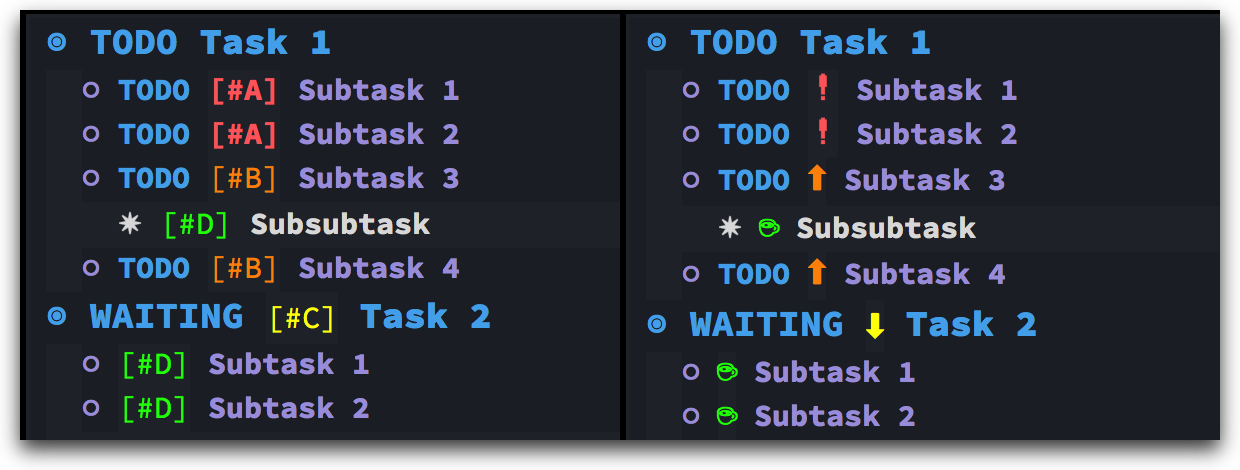 ◉ TODO Task 1
○ TODO [#A] Subtask 1
○ TODO [#A] Subtask 2
○ TODO [#B] Subtask 3
✷ [#D] Subsubtask
○ TODO [#B] Subtask 4
◉ WAITING [#C] Task 2
○ [#D] Subtask 1
○ [#D] Subtask 2
◉ TODO Task 1
○ TODO ❗ Subtask 1
○ TODO ❗ Subtask 2
○ TODO ⬆ Subtask 3
✷ ☕ Subsubtask
○ TODO ⬆ Subtask 4
◉ WAITING ⬇ Task 2
○ ☕ Subtask 1
○ ☕ Subtask 2